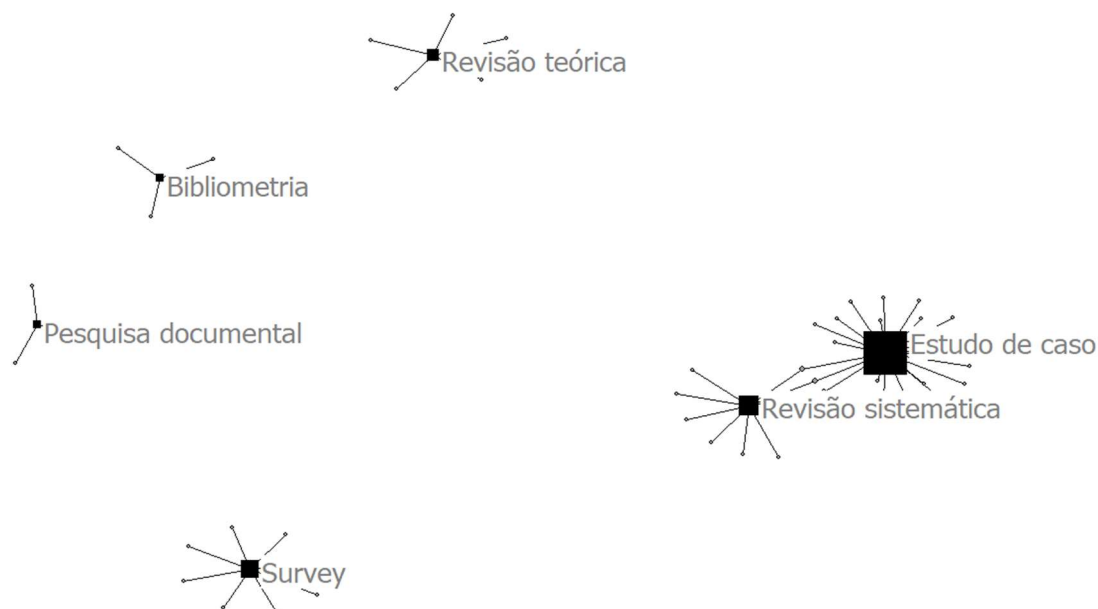 Revisão teórica
Bibliometria
Pesquisa documental
Estudo de caso
Revisão sistemática
Survey